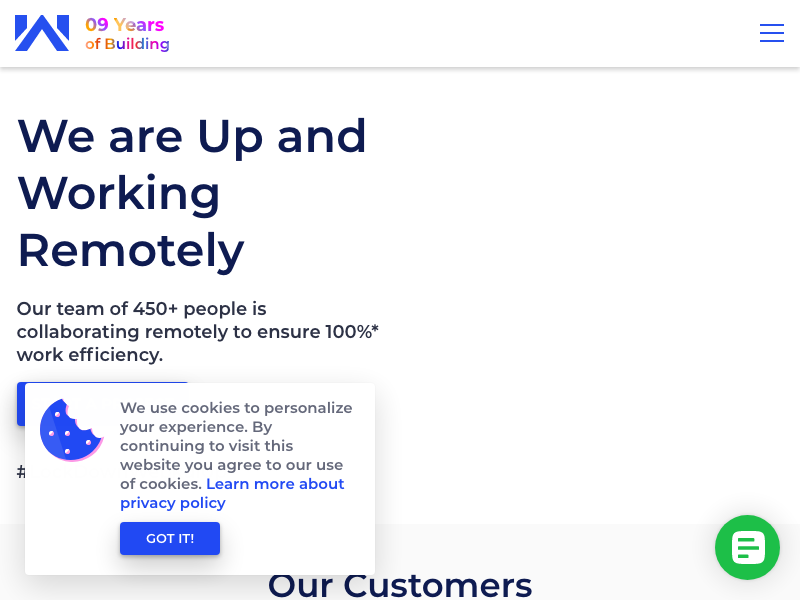 09 Years
of Building
We are Up and
Working
Remotely
Our team of 450+ people is
collaborating remotely to ensure 100%*
work efficiency.
#
We use cookies to personalize
your experience. By
continuing to visit this
website you agree to our use
of cookies. Learn more about
privacy policy
GOT IT!
Our Customers